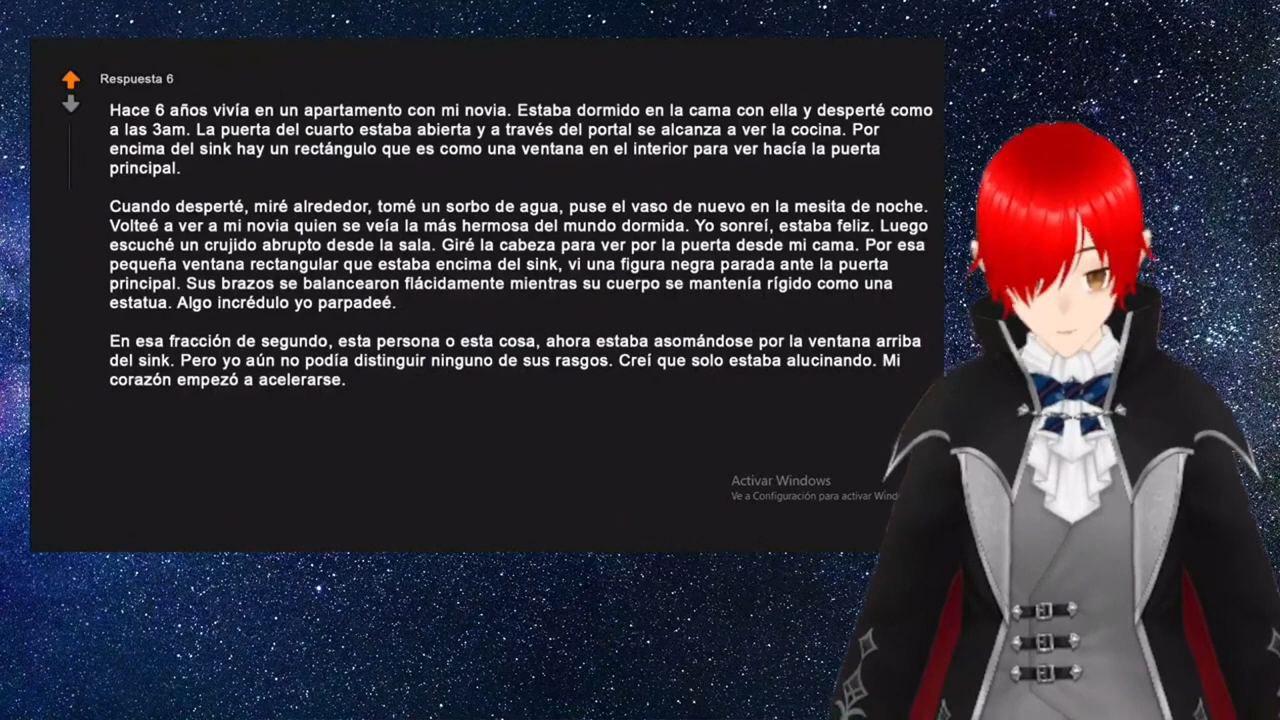 Respuesta 6
Hace 6 años vivía en un apartamento con mi novia. Estaba dormido en la cama con ella y desperté como
a las 3am. La puerta del cuarto estaba abierta y a través del portal se alcanza a ver la cocina. Por
encima del sink hay un rectángulo que es como una ventana en el interior para ver hacía la puerta
principal.
Cuando desperté, miré alrededor, tomé un sorbo de agua, puse el vaso de nuevo en la mesita de noche.
Volteé a ver a mi novia quien se veía la más hermosa del mundo dormida. Yo sonreí, estaba feliz. Luego
escuché un crujido abrupto desde la sala. Giré la cabeza para ver por la puerta desde mi cama. Por esa
pequeña ventana rectangular que estaba encima del sink, vi una figura negra parada ante la puerta
principal. Sus brazos se balancearon flácidamente mientras su cuerpo se mantenía rígido como una
estatua. Algo incrédulo yo parpadeé.
En esa fracción de segundo, esta persona o esta cosa, ahora estaba asomándose por la ventana arriba
del sink. Pero yo aún no podía distinguir ninguno de sus rasgos. Creí que solo estaba alucinando. Mi
corazón empezó a acelerarse.
Activar Windows
Ve a Configuración para activar Wind